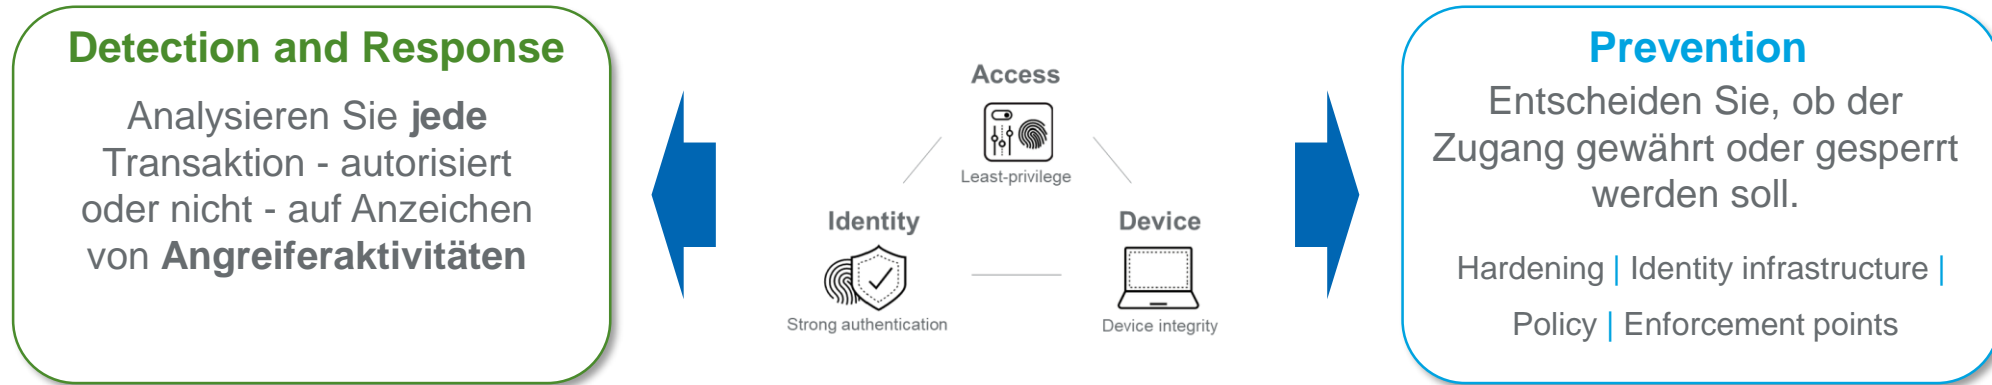 Detection and Response
Analysieren Sie jede
Transaktion - autorisiert
oder nicht - auf Anzeichen
von Angreiferaktivitäten
Access
Least-privilege
Identity
Strong authentication
Device
Device integrity
Prevention
Entscheiden Sie, ob der
Zugang gewährt oder gesperrt
werden soll.
Hardening | Identity infrastructure |
Policy | Enforcement points